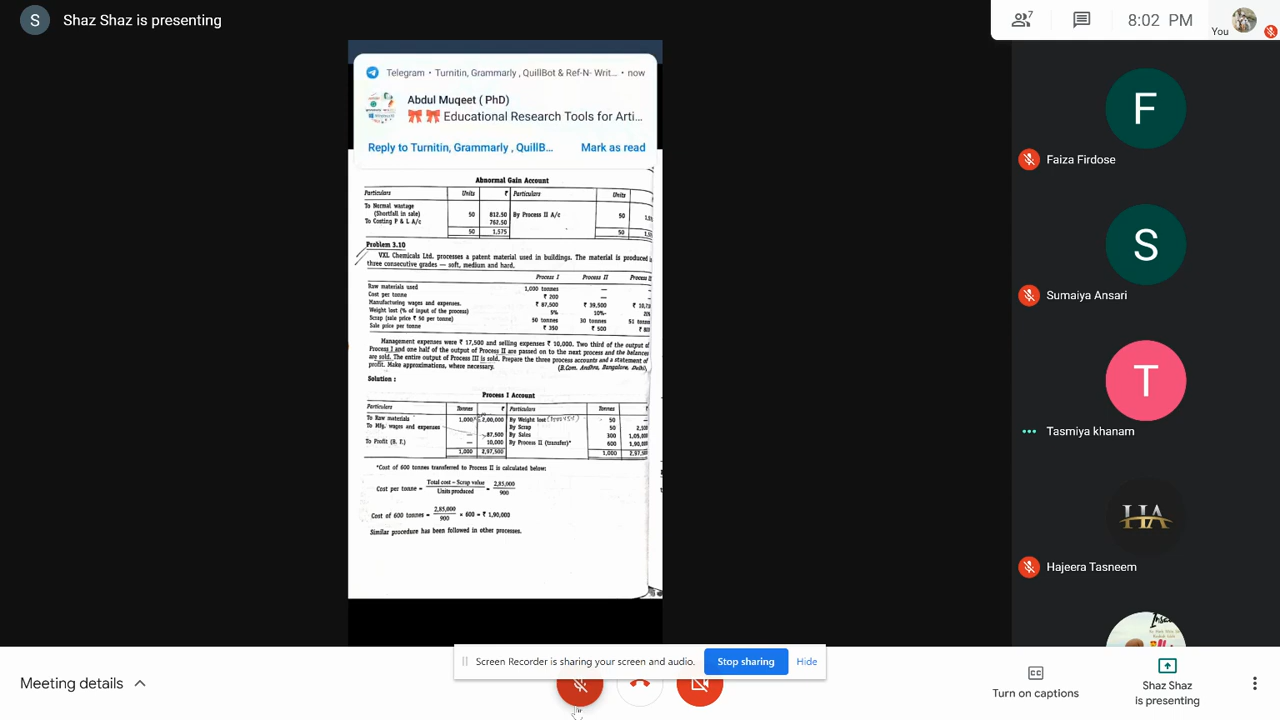 S Shaz Shaz is presenting
7
8:02 PM
You
Telegram • Turnitin, Grammarly , QuillBot & Ref-N- Writ... • now
Abdul Muqeet ( PhD)
🎀 🎀 Educational Research Tools for Arti...
Reply to Turnitin, Grammarly , QuillB... Mark as read
Abnormal Gain Account
Particulars Units ₹ Particulars Units
To Normal wastage
(Shortfall in sale) 50 812.50 By Process II A/c 50
To Costing P & L A/c 762.50
50 1,575 50
Problem 3.10
VXL Chemicals Ltd. processes a patent material used in buildings. The material is produced in
three consecutive grades — soft, medium and hard.
Process I Process II Process
Raw materials used 1,000 tonnes — —
Cost per tonne ₹ 200 — —
Manufacturing wages and expenses. ₹ 87,500 ₹ 39,500
Weight lost (% of input of the process) 5% 10%
Scrap (sale price ₹ 50 per tonne) 50 tonnes 30 tonnes 51 tonne
Sale price per tonne ₹ 350 ₹ 500
Management expenses were ₹ 17,500 and selling expenses ₹ 10,000. Two third of the output of
Process I and one half of the output of Process II are passed on to the next process and the balances
are sold. The entire output of Process III is sold. Prepare the three process accounts and a statement of
profit. Make approximations, where necessary. (B.Com. Andhra, Bangalore, Delhi)
Solution :
Process I Account
Particulars Tonnes ₹ Particulars Tonnes
To Raw materials 1,000 2,00,000 By Weight lost 50 –
To Mfg. wages and expenses By Scrap 50
— 87,500 By Sales 300
To Profit — 10,000 By Process II (transfer)* 600
1,000 2,97,500 1,000
*Cost of 600 tonnes transferred to Process II is calculated below:
Cost per tonne = Total cost – Scrap value / Units produced = 2,85,000 / 900
Cost of 600 tonnes = 2,85,000 / 900 × 600 = ₹ 1,90,000
Similar procedure has been followed in other processes.
F
Faiza Firdose
S
Sumaiya Ansari
T
Tasmiya khanam
HA
Hajeera Tasneem
Screen Recorder is sharing your screen and audio. Stop sharing Hide
Meeting details
Turn on captions
Shaz Shaz
is presenting